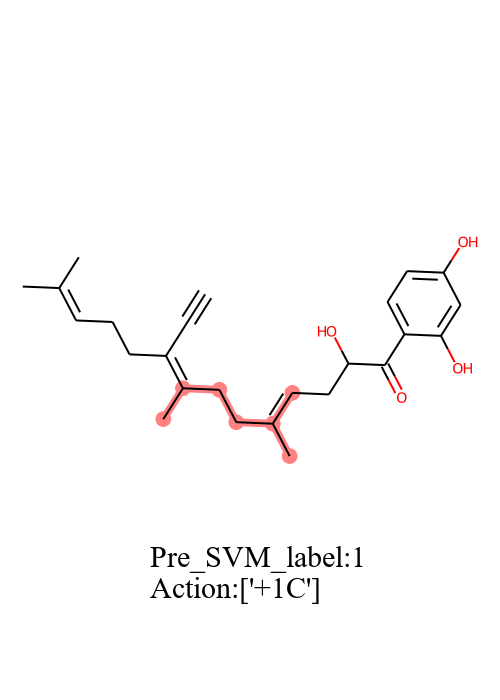 OH
HO
OH
O
Pre_SVM_label:1
Action:['+1C']